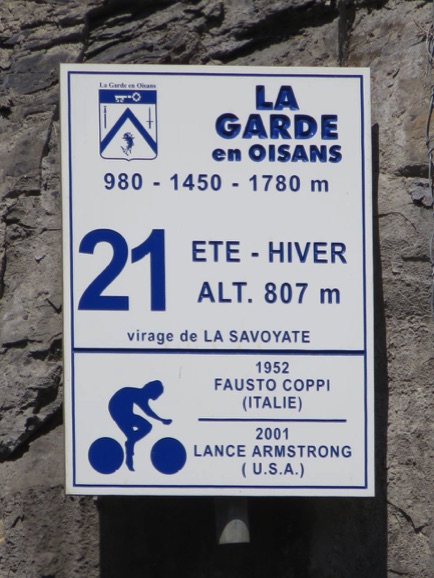 La Garde en Oisans
LA
GARDE
en OISANS
980 - 1450 - 1780 m
21
ETE - HIVER
ALT. 807 m
virage de LA SAVOYATE
1952
FAUSTO COPPI
(ITALIE)
2001
LANCE ARMSTRONG
( U.S.A.)